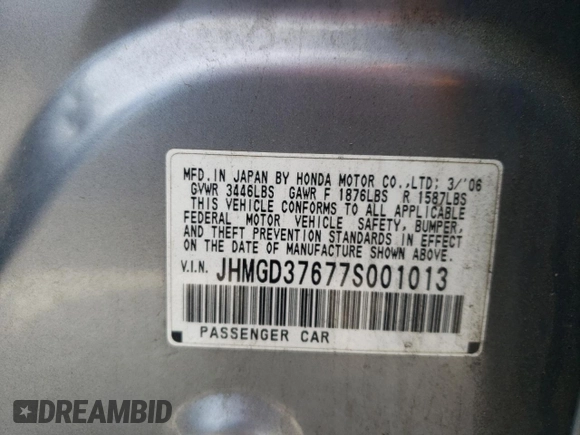 MFD. IN JAPAN BY HONDA MOTOR CO.,LTD; 3/'06
GVWR 3446LBS GAWR F 1876LBS R 1587LBS
THIS VEHICLE CONFORMS TO ALL APPLICABLE
FEDERAL MOTOR VEHICLE SAFETY, BUMPER,
AND THEFT PREVENTION STANDARDS IN EFFECT
ON THE DATE OF MANUFACTURE SHOWN ABOVE.
V.I.N. JHMGD37677S001013
PASSENGER CAR
DREAMBID